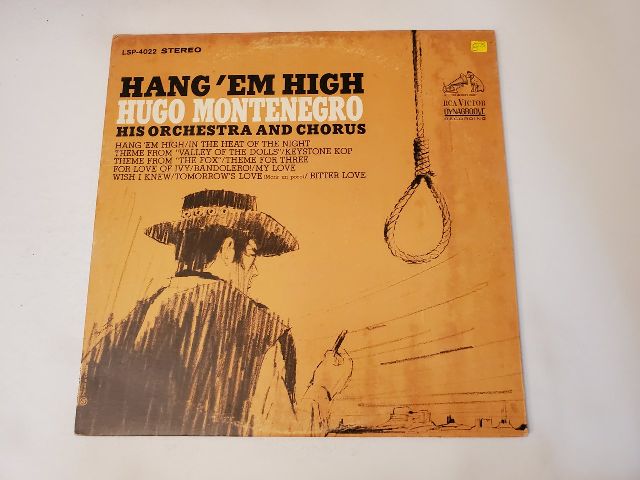 LSP-4022 STEREO
HANG 'EM HIGH
HUGO MONTENEGRO
HIS ORCHESTRA AND CHORUS
HANG 'EM HIGH/IN THE HEAT OF THE NIGHT
THEME FROM "VALLEY OF THE DOLLS"/KEYSTONE KOP
THEME FROM "THE FOX"/THEME FOR THREE
FOR LOVE OF IVY/BANDOLERO!/MY LOVE
WISH I KNEW/TOMORROW'S LOVE / BITTER LOVE
RCA VICTOR
DYNAGROOVE
RECORDING